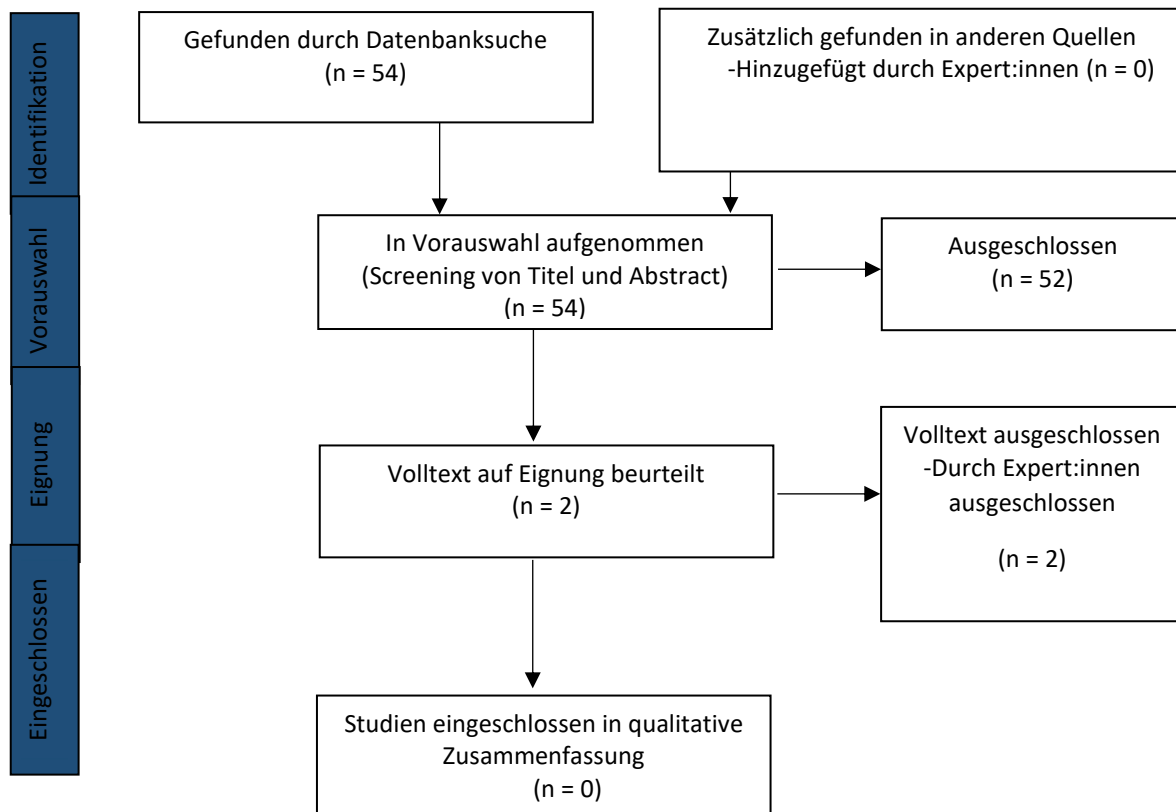 Identifikation
Gefunden durch Datenbanksuche
(n = 54)
Zusätzlich gefunden in anderen Quellen
-Hinzugefügt durch Expert:innen (n = 0)
Vorauswahl
In Vorauswahl aufgenommen
(Screening von Titel und Abstract)
(n = 54)
Ausgeschlossen
(n = 52)
Eignung
Volltext auf Eignung beurteilt
(n = 2)
Volltext ausgeschlossen
-Durch Expert:innen
ausgeschlossen
(n = 2)
Eingeschlossen
Studien eingeschlossen in qualitative
Zusammenfassung
(n = 0)